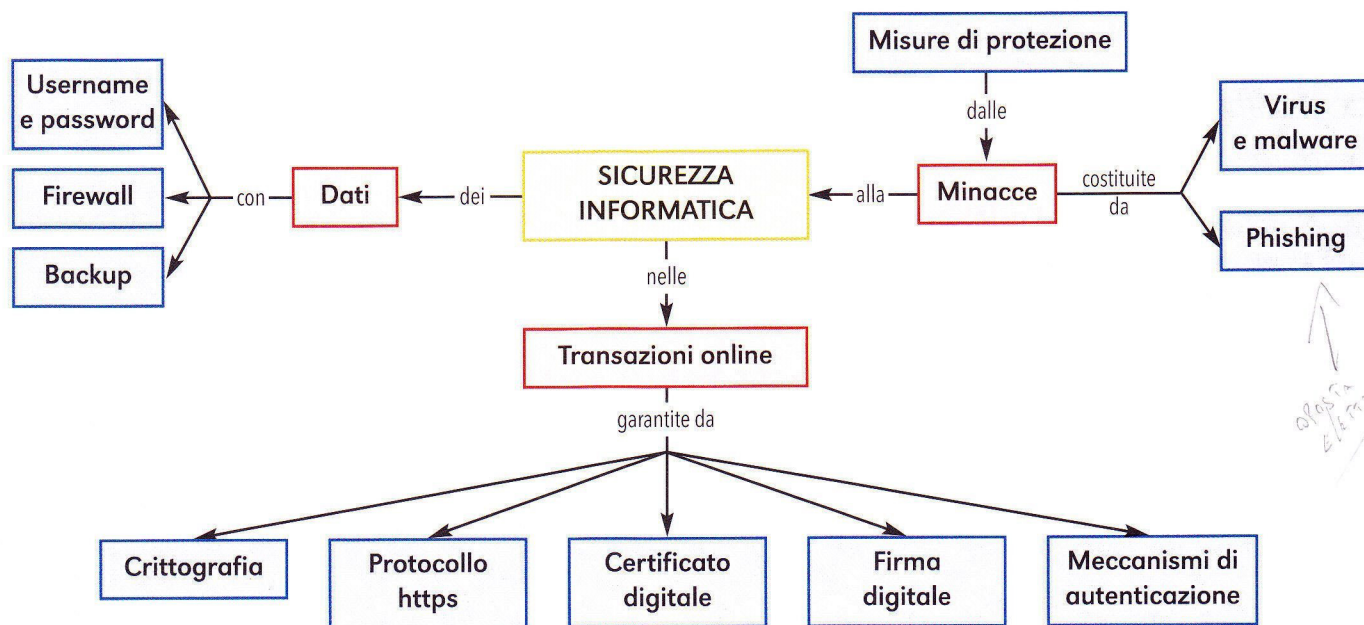 Misure di protezione
dalle
Username
e password
Virus
e malware
Firewall
con
Dati
dei
SICUREZZA
INFORMATICA
alla
Minacce
costituite
da
Backup
Phishing
nelle
Transazioni online
garantite da
Crittografia
Protocollo
https
Certificato
digitale
Firma
digitale
Meccanismi di
autenticazione